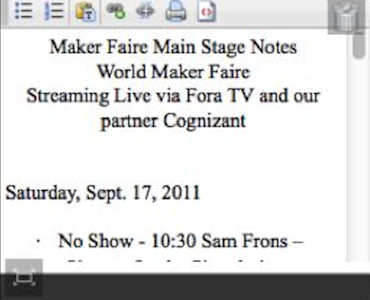 Maker Faire Main Stage Notes
World Maker Faire
Streaming Live via Fora TV and our
partner Cognizant
Saturday, Sept. 17, 2011
· No Show - 10:30 Sam Frons –